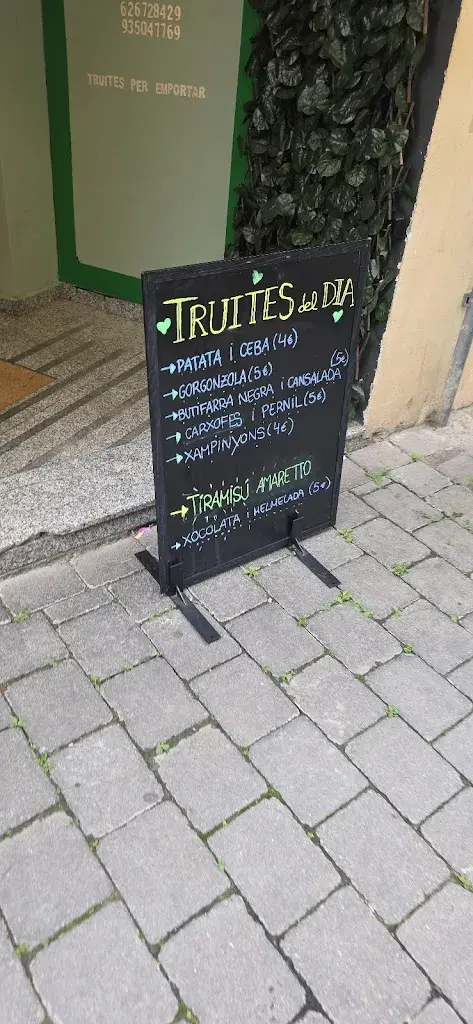 626728429
935047769
TRUITES PER EMPORTAR
TRUITES del DIA
→PATATA i CEBA (4€)
→GORGONZOLA (5€)
→BUTIFARRA NEGRA i CANSALADA (5€)
→CARXOFES i PERNIL (5€)
→XAMPINYONS (4€)
→TIRAMISÚ AMARETTO
→XOCOLATA i MELMELADA (5€)